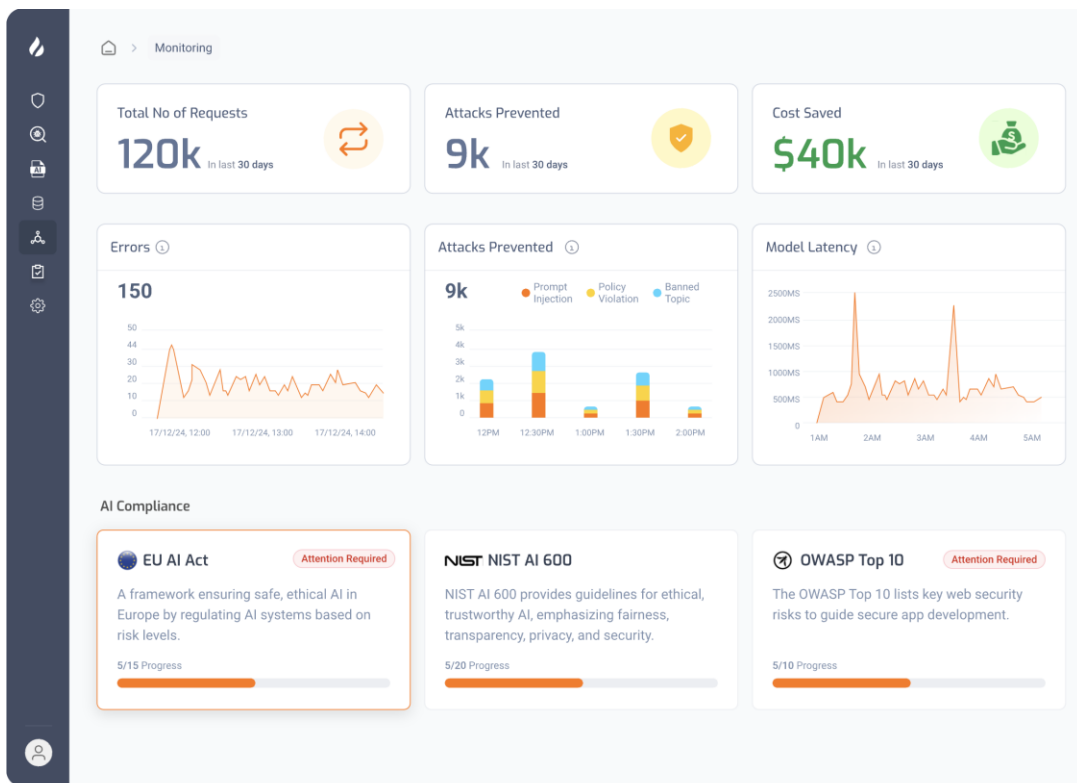 Monitoring
Total No of Requests
120k In last 30 days
Attacks Prevented
9k In last 30 days
Cost Saved
$40k In last 30 days
AI
Errors
150
50
44
30
20
10
0
17/12/24, 12:00 17/12/24, 13:00 17/12/24, 14:00
Attacks Prevented
9k
Prompt
Injection
Policy
Violation
Banned
Topic
5k
4k
3k
2k
1k
0
12PM 12:30PM 1:00PM 1:30PM 2:00PM
Model Latency
2500MS
2000MS
1500MS
1000MS
500MS
0
1AM 2AM 3AM 4AM 5AM
AI Compliance
EU AI Act Attention Required
A framework ensuring safe, ethical AI in
Europe by regulating AI systems based on
risk levels.
5/15 Progress
NIST NIST AI 600
NIST AI 600 provides guidelines for ethical,
trustworthy AI, emphasizing fairness,
transparency, privacy, and security.
5/20 Progress
OWASP Top 10 Attention Required
The OWASP Top 10 lists key web security
risks to guide secure app development.
5/10 Progress